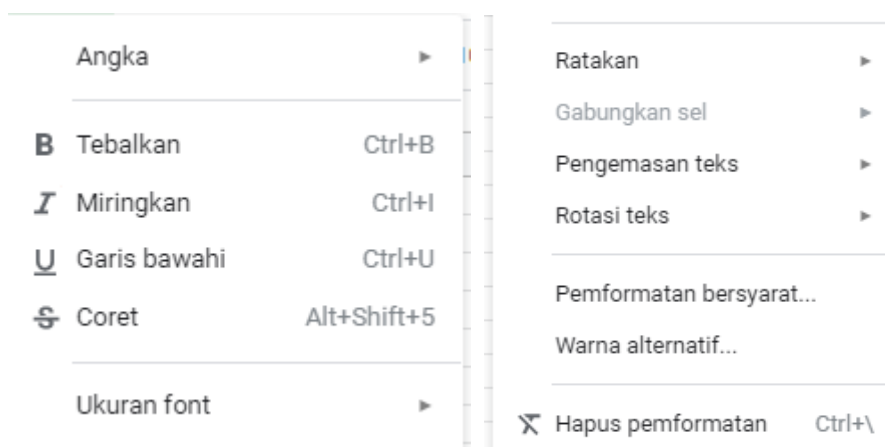 Angka
B Tebalkan Ctrl+B
I Miringkan Ctrl+I
U Garis bawahi Ctrl+U
S Coret Alt+Shift+5
Ukuran font
Ratakan
Gabungkan sel
Pengemasan teks
Rotasi teks
Pemformatan bersyarat...
Warna alternatif...
Hapus pemformatan Ctrl+\